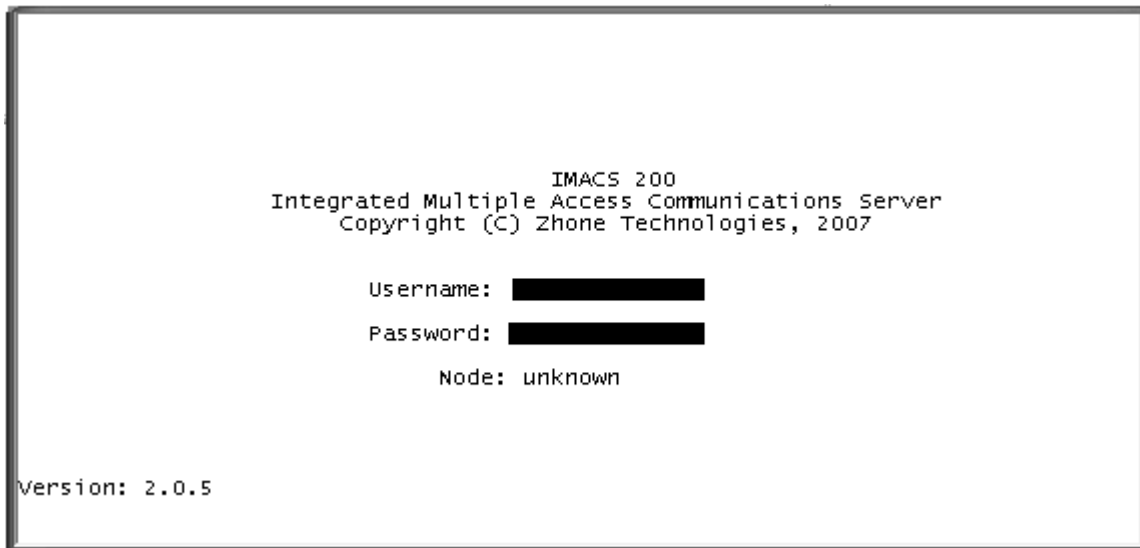 IMACS 200
Integrated Multiple Access Communications Server
Copyright (C) Zhone Technologies, 2007
Username:
Password:
Node: unknown
Version: 2.0.5